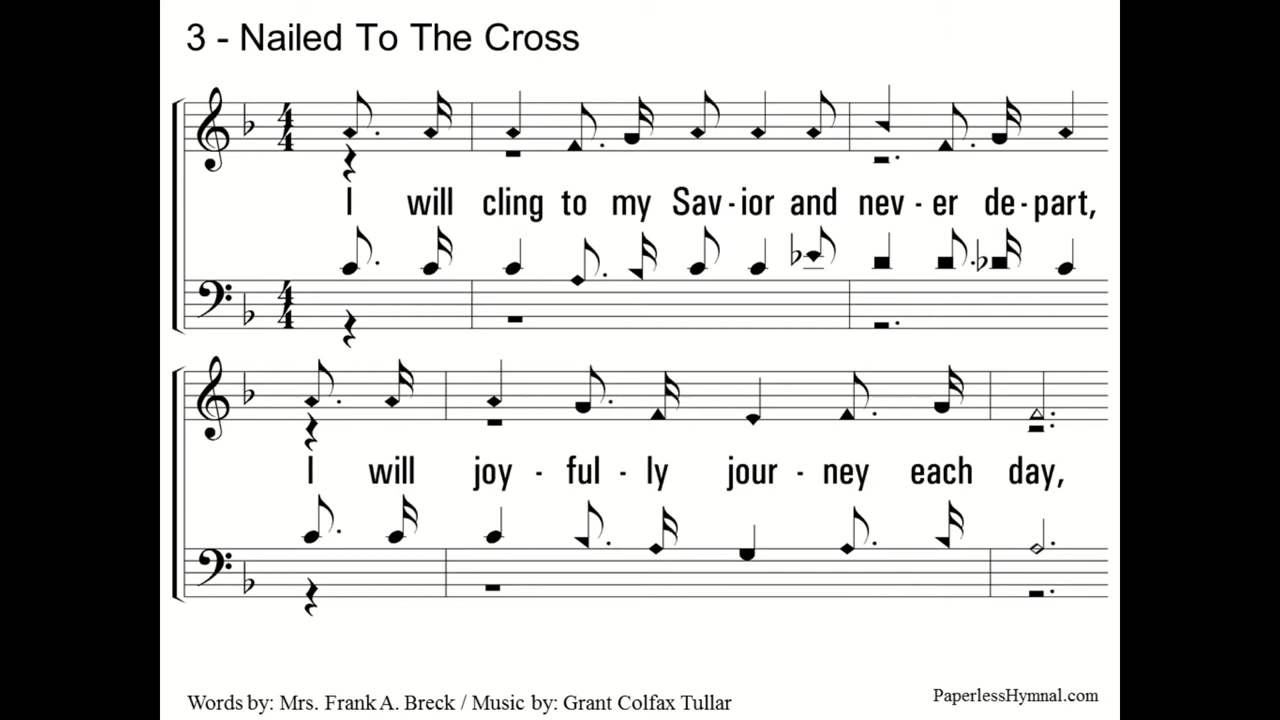 3 - Nailed To The Cross
I will cling to my Sav - ior and nev - er de - part,
I will joy - ful - ly jour - ney each day,
Words by: Mrs. Frank A. Breck / Music by: Grant Colfax Tullar
PaperlessHymnal.com